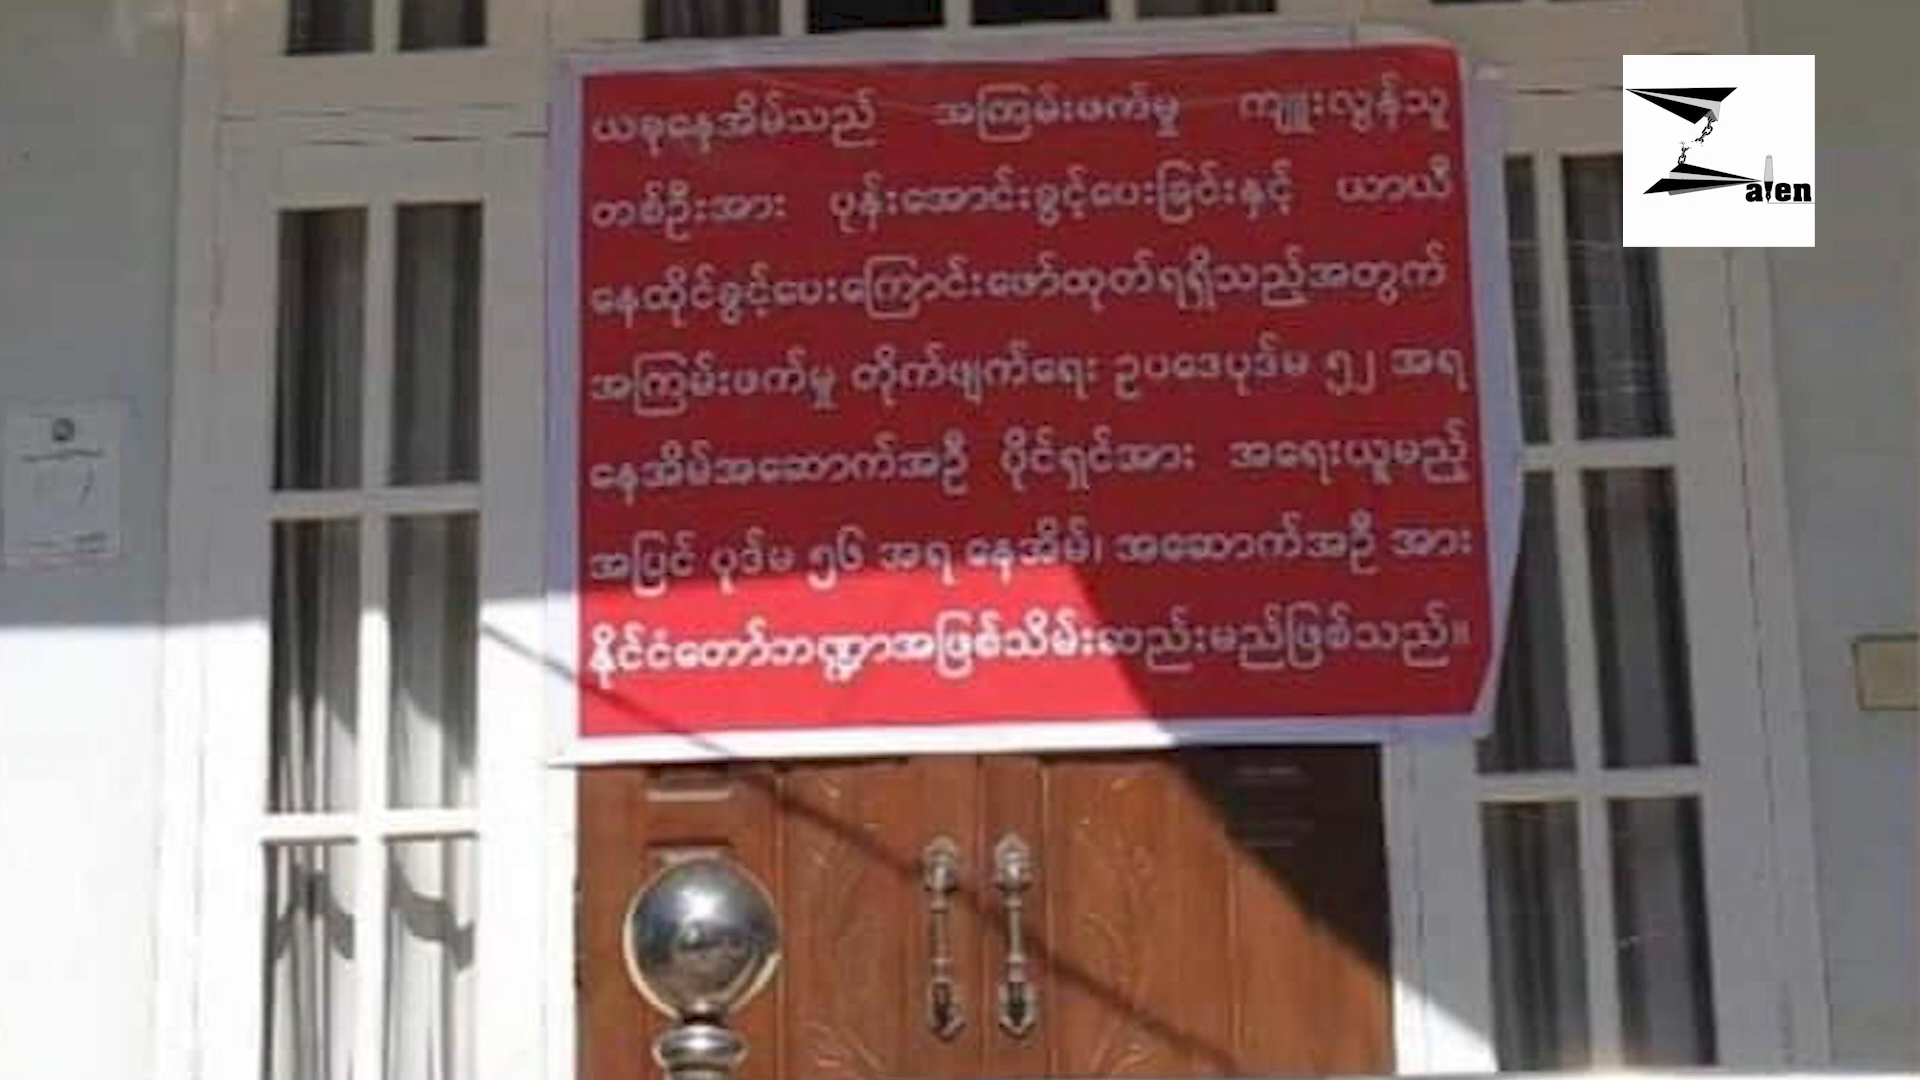 ယခုနေအိမ်သည် အကြမ်းဖက်မှု ကျူးလွန်သူ
တစ်ဦးအား ပုန်းအောင်းခွင့်ပေးခြင်းနှင့် ယာယီ
နေထိုင်ခွင့်ပေးကြောင်းဖော်ထုတ်ရရှိသည့်အတွက်
အကြမ်းဖက်မှု တိုက်ဖျက်ရေး ဥပဒေပုဒ်မ ၅၂ အရ
နေအိမ်အဆောက်အဦ ပိုင်ရှင်အား အရေးယူမည့်
အပြင် ပုဒ်မ ၅၆ အရ နေအိမ်၊ အဆောက်အဦ အား
နိုင်ငံတော်ဘဏ္ဍာအဖြစ်သိမ်းဆည်းမည်ဖြစ်သည်။
Zalen